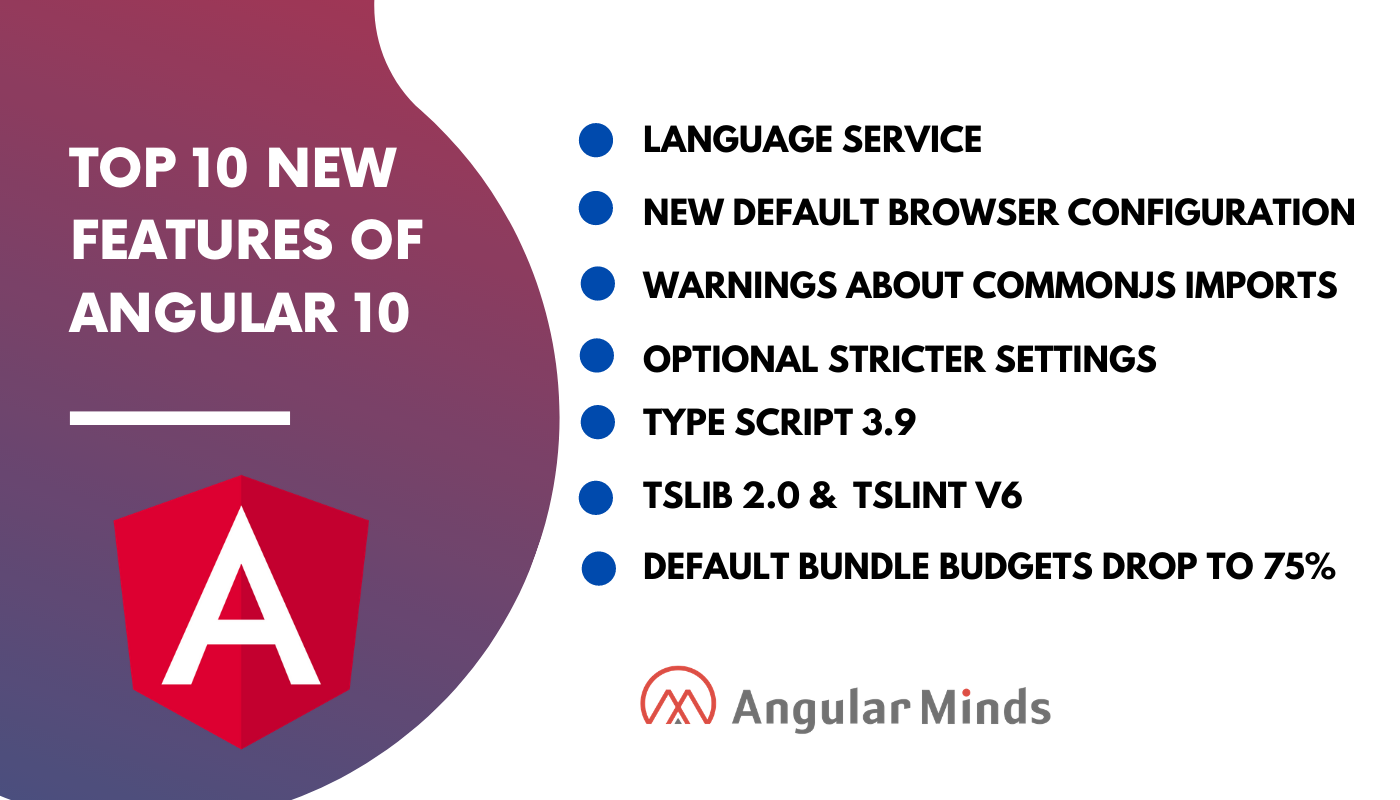 TOP 10 NEW
FEATURES OF
ANGULAR 10
LANGUAGE SERVICE
NEW DEFAULT BROWSER CONFIGURATION
WARNINGS ABOUT COMMONJS IMPORTS
OPTIONAL STRICTER SETTINGS
TYPE SCRIPT 3.9
TSLIB 2.0 & TSLINT V6
DEFAULT BUNDLE BUDGETS DROP TO 75%
A
Angular Minds